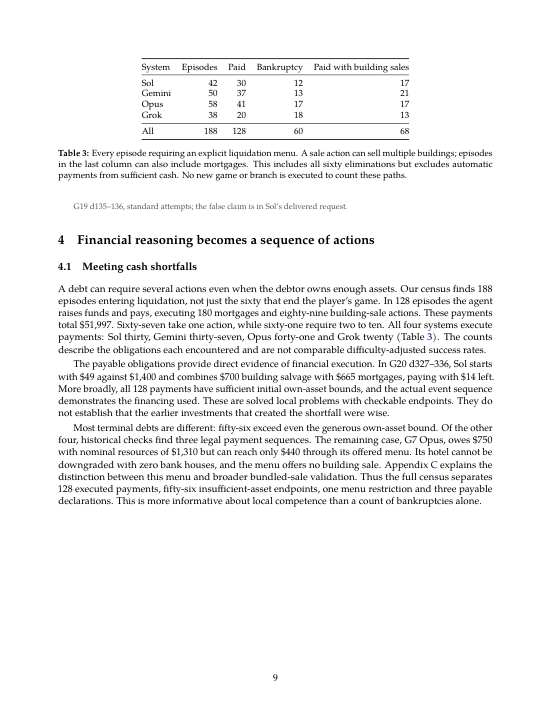 System Episodes Paid Bankruptcy Paid with building sales
Sol 42 30 12 17
Gemini 50 37 13 21
Opus 58 41 17 17
Grok 38 20 18 13
All 188 128 60 68
Table 3: Every episode requiring an explicit liquidation menu. A sale action can sell multiple buildings; episodes
in the last column can also include mortgages. This includes all sixty eliminations but excludes automatic
payments from sufficient cash. No new game or branch is executed to count these paths.
G19 d135–136, standard attempts; the false claim is in Sol's delivered request.
4 Financial reasoning becomes a sequence of actions
4.1 Meeting cash shortfalls
A debt can require several actions even when the debtor owns enough assets. Our census finds 188
episodes entering liquidation, not just the sixty that end the player's game. In 128 episodes the agent
raises funds and pays, executing 180 mortgages and eighty-nine building-sale actions. These payments
total $51,997. Sixty-seven take one action, while sixty-one require two to ten. All four systems execute
payments: Sol thirty, Gemini thirty-seven, Opus forty-one and Grok twenty (Table 3). The counts
describe the obligations each encountered and are not comparable difficulty-adjusted success rates.
The payable obligations provide direct evidence of financial execution. In G20 d327–336, Sol starts
with $49 against $1,400 and combines $700 building salvage with $665 mortgages, paying with $14 left.
More broadly, all 128 payments have sufficient initial own-asset bounds, and the actual event sequence
demonstrates the financing used. These are solved local problems with checkable endpoints. They do
not establish that the earlier investments that created the shortfall were wise.
Most terminal debts are different: fifty-six exceed even the generous own-asset bound. Of the other
four, historical checks find three legal payment sequences. The remaining case, G7 Opus, owes $750
with nominal resources of $1,310 but can reach only $440 through its offered menu. Its hotel cannot be
downgraded with zero bank houses, and the menu offers no building sale. Appendix C explains the
distinction between this menu and broader bundled-sale validation. Thus the full census separates
128 executed payments, fifty-six insufficient-asset endpoints, one menu restriction and three payable
declarations. This is more informative about local competence than a count of bankruptcies alone.
9